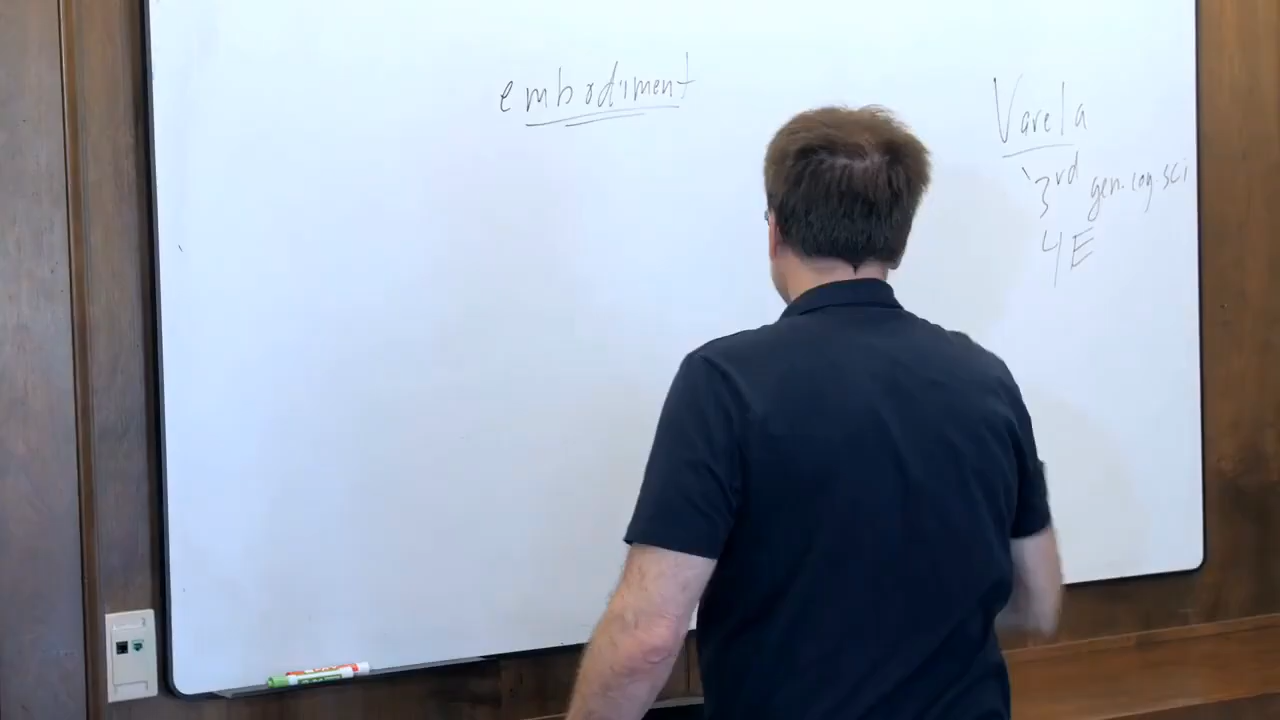 embodiment
Varela
3rd gen. cog. sci
4E